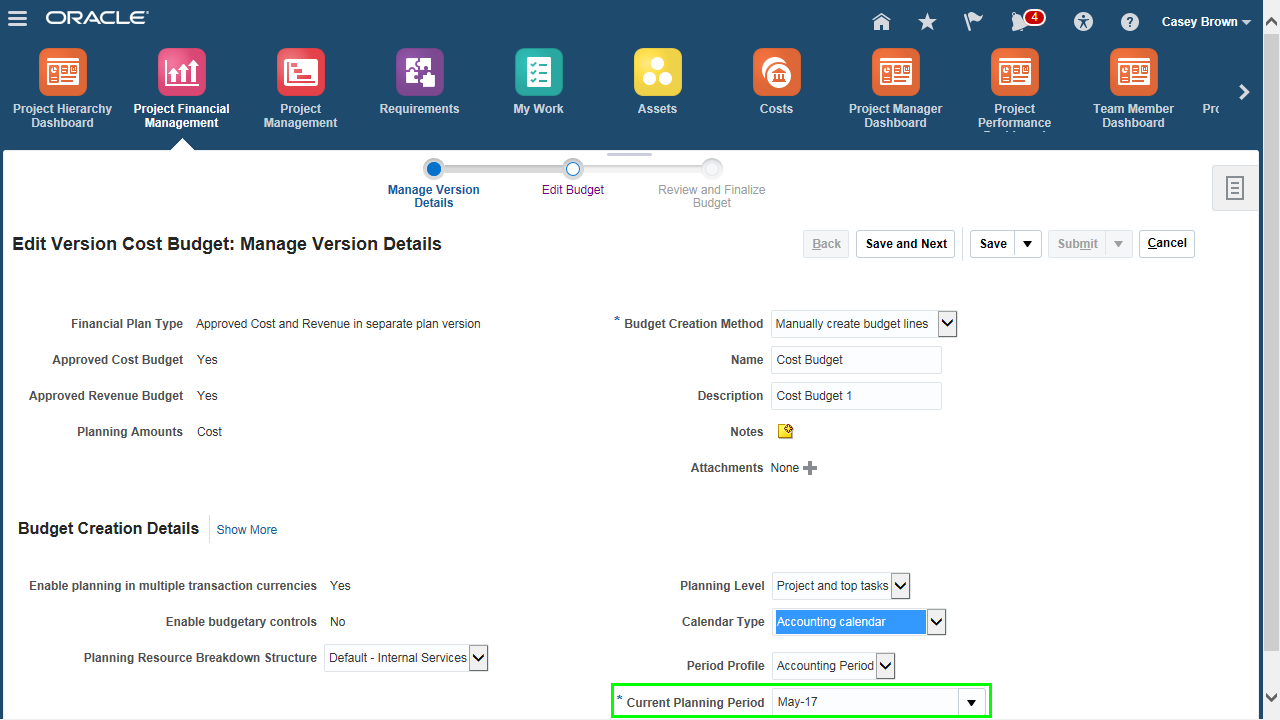 ORACLE
4
Casey Brown
Project Hierarchy
Dashboard
Project Financial
Management
Project
Management
Requirements
My Work
Assets
Costs
Project Manager
Dashboard
Project
Performance
Team Member
Dashboard
Pro
Manage Version
Details
Edit Budget
Review and Finalize
Budget
Edit Version Cost Budget: Manage Version Details
Back
Save and Next
Save
Submit
Cancel
Financial Plan Type Approved Cost and Revenue in separate plan version
Approved Cost Budget Yes
Approved Revenue Budget Yes
Planning Amounts Cost
* Budget Creation Method Manually create budget lines
Name Cost Budget
Description Cost Budget 1
Notes
Attachments None
Budget Creation Details Show More
Enable planning in multiple transaction currencies Yes
Enable budgetary controls No
Planning Resource Breakdown Structure Default - Internal Services
Planning Level Project and top tasks
Calendar Type Accounting calendar
Period Profile Accounting Period
* Current Planning Period May-17